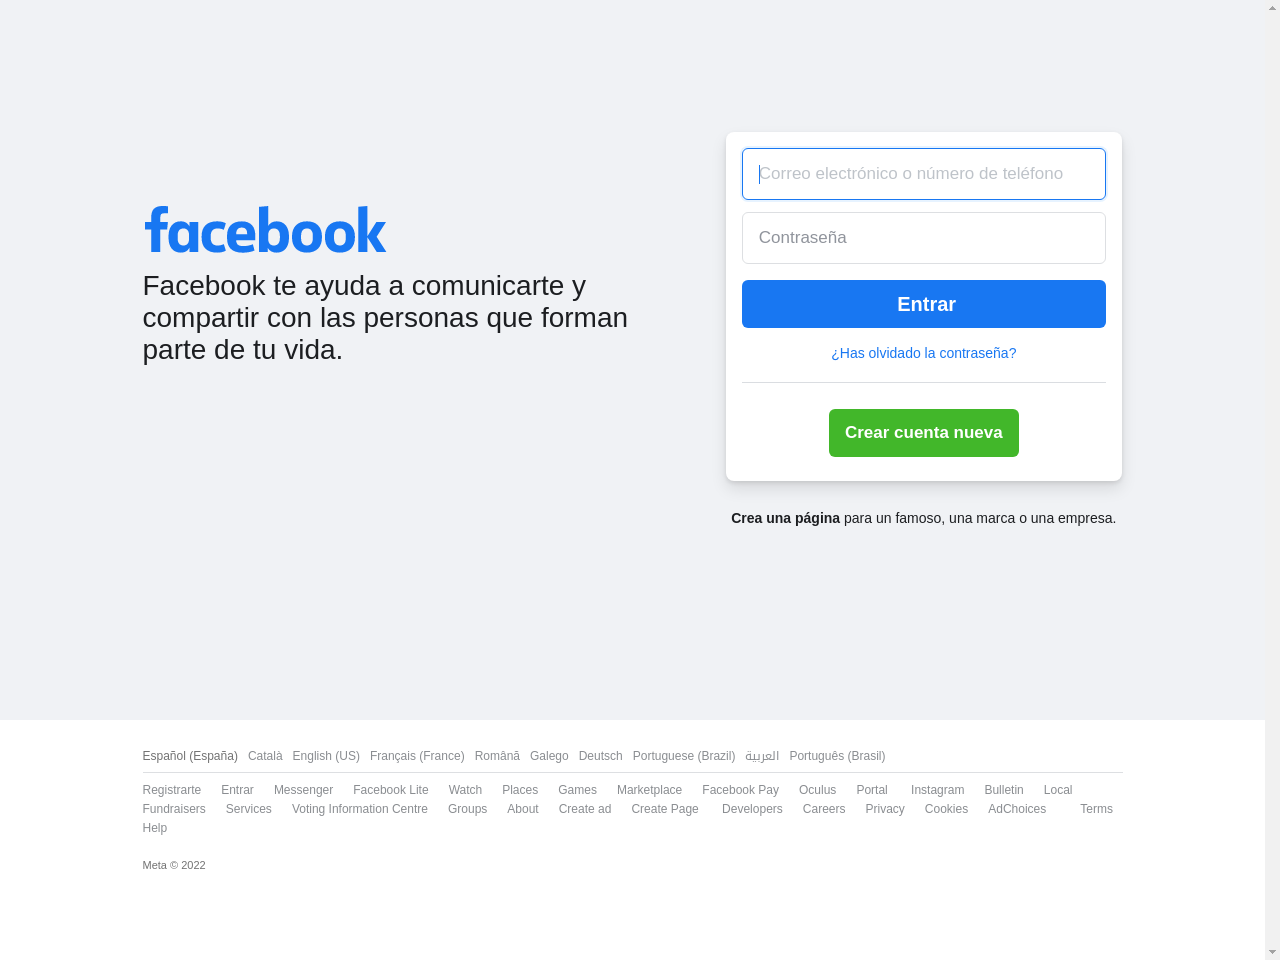 facebook
Facebook te ayuda a comunicarte y
compartir con las personas que forman
parte de tu vida.
Correo electrónico o número de teléfono
Contraseña
Entrar
¿Has olvidado la contraseña?
Crear cuenta nueva
Crea una página para un famoso, una marca o una empresa.
Español (España) Català English (US) Français (France) Română Galego Deutsch Portuguese (Brazil) العربية Português (Brasil)
Registrarte Entrar Messenger Facebook Lite Watch Places Games Marketplace Facebook Pay Oculus Portal Instagram Bulletin Local
Fundraisers Services Voting Information Centre Groups About Create ad Create Page Developers Careers Privacy Cookies AdChoices Terms
Help
Meta © 2022